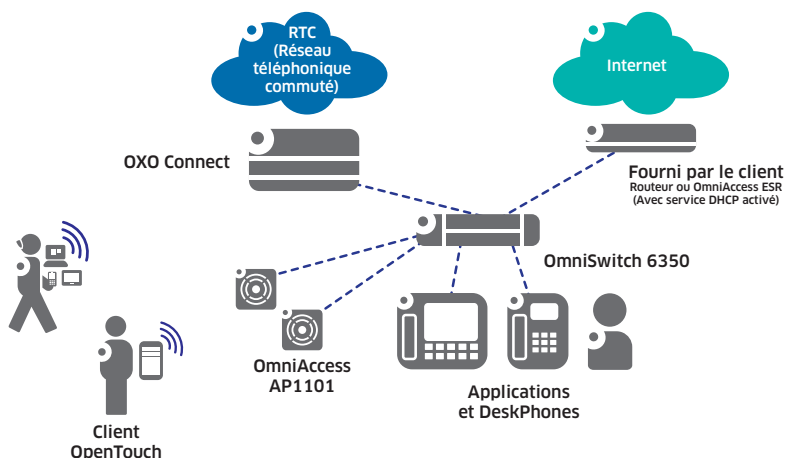 RTC
(Réseau
téléphonique
commuté)
Internet
OXO Connect
Fourni par le client
Routeur ou OmniAccess ESR
(Avec service DHCP activé)
OmniSwitch 6350
OmniAccess
AP1101
Applications
et DeskPhones
Client
OpenTouch